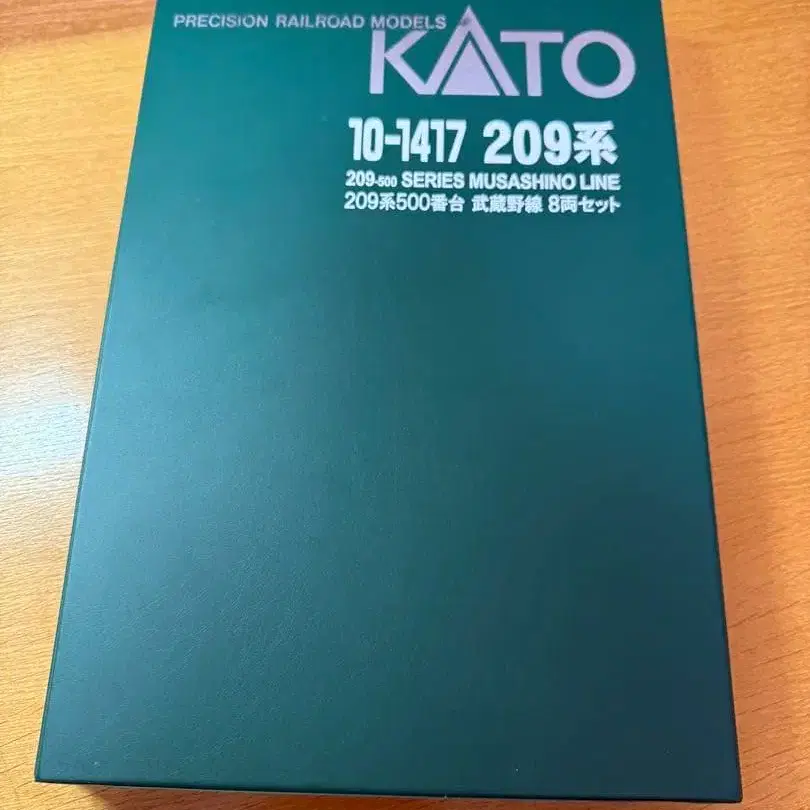 PRECISION RAILROAD MODELS
KATO
10-1417 209系
209-500 SERIES MUSASHINO LINE
209系500番台 武蔵野線 8両セット